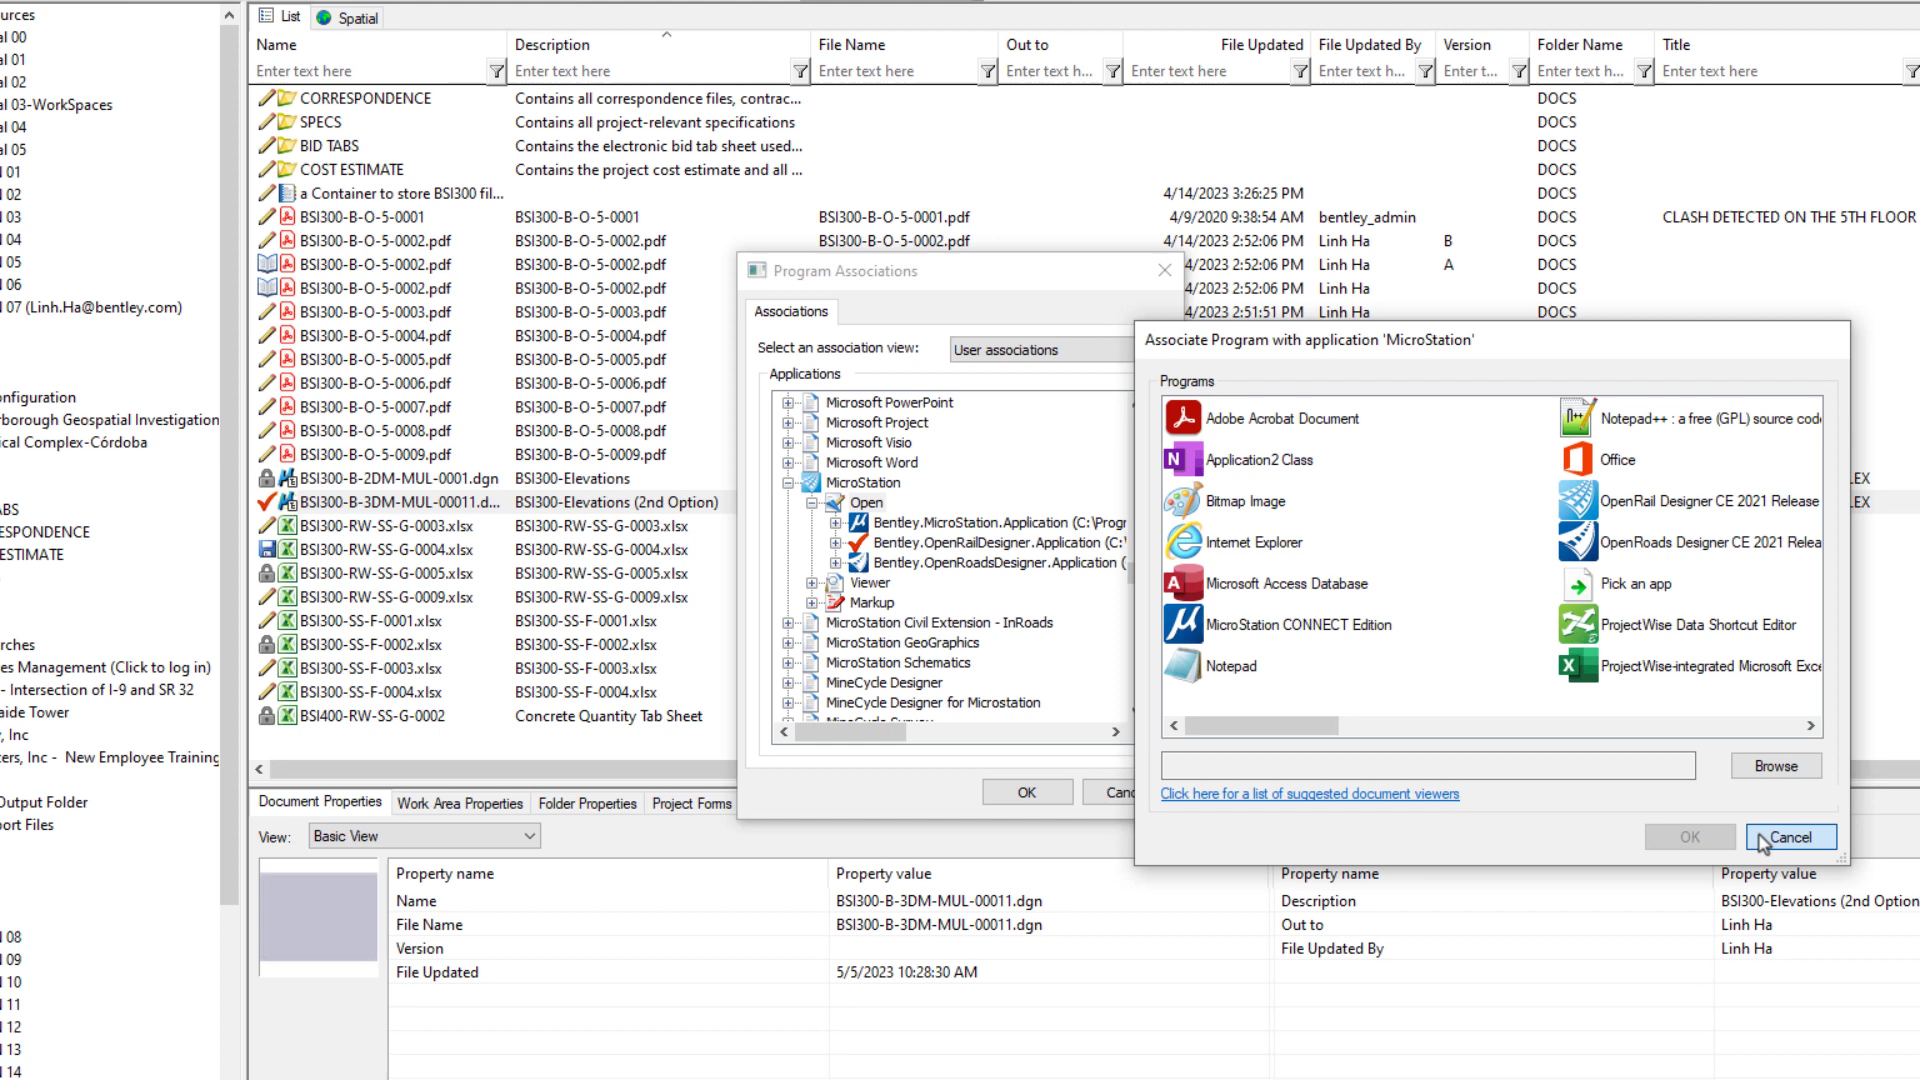 urces
al 00
al 01
al 02
al 03-WorkSpaces
al 04
al 05
01
02
03
04
05
06
07 (Linh.Ha@bentley.com)
onfiguration
rborough Geospatial Investigation
ical Complex-Córdoba
ABS
RESPONDENCE
ESTIMATE
rches
es Management (Click to log in)
- Intersection of I-9 and SR 32
aide Tower
, Inc
ters, Inc - New Employee Training
Output Folder
port Files
08
09
10
11
12
13
14
List Spatial
Name Description File Name Out to File Updated File Updated By Version Folder Name Title
Enter text here Enter text here Enter text here Enter text h... Enter text here Enter text h... Enter t... Enter text h... Enter text here
CORRESPONDENCE Contains all correspondence files, contrac... DOCS
SPECS Contains all project-relevant specifications DOCS
BID TABS Contains the electronic bid tab sheet used... DOCS
COST ESTIMATE Contains the project cost estimate and all ... DOCS
a Container to store BSI300 fil... 4/14/2023 3:26:25 PM DOCS
BSI300-B-O-5-0001 BSI300-B-O-5-0001 BSI300-B-O-5-0001.pdf 4/9/2020 9:38:54 AM bentley_admin DOCS CLASH DETECTED ON THE 5TH FLOOR
BSI300-B-O-5-0002.pdf BSI300-B-O-5-0002.pdf BSI300-B-O-5-0002.pdf 4/14/2023 2:52:06 PM Linh Ha B DOCS
BSI300-B-O-5-0002.pdf BSI300-B-O-5-0002.pdf 4/2023 2:52:06 PM Linh Ha A DOCS
BSI300-B-O-5-0002.pdf BSI300-B-O-5-0002.pdf 4/2023 2:52:06 PM Linh Ha DOCS
BSI300-B-O-5-0003.pdf BSI300-B-O-5-0003.pdf 4/2023 2:51:51 PM Linh Ha DOCS
BSI300-B-O-5-0004.pdf BSI300-B-O-5-0004.pdf
BSI300-B-O-5-0005.pdf BSI300-B-O-5-0005.pdf
BSI300-B-O-5-0006.pdf BSI300-B-O-5-0006.pdf
BSI300-B-O-5-0007.pdf BSI300-B-O-5-0007.pdf
BSI300-B-O-5-0008.pdf BSI300-B-O-5-0008.pdf
BSI300-B-O-5-0009.pdf BSI300-B-O-5-0009.pdf
BSI300-B-2DM-MUL-0001.dgn BSI300-Elevations LEX
BSI300-B-3DM-MUL-00011.d... BSI300-Elevations (2nd Option) LEX
BSI300-RW-SS-G-0003.xlsx BSI300-RW-SS-G-0003.xlsx
BSI300-RW-SS-G-0004.xlsx BSI300-RW-SS-G-0004.xlsx
BSI300-RW-SS-G-0005.xlsx BSI300-RW-SS-G-0005.xlsx
BSI300-RW-SS-G-0009.xlsx BSI300-RW-SS-G-0009.xlsx
BSI300-SS-F-0001.xlsx BSI300-SS-F-0001.xlsx
BSI300-SS-F-0002.xlsx BSI300-SS-F-0002.xlsx
BSI300-SS-F-0003.xlsx BSI300-SS-F-0003.xlsx
BSI300-SS-F-0004.xlsx BSI300-SS-F-0004.xlsx
BSI400-RW-SS-G-0002 Concrete Quantity Tab Sheet
Program Associations
Associations
Select an association view: User associations
Applications
Microsoft PowerPoint
Microsoft Project
Microsoft Visio
Microsoft Word
MicroStation
Open
Bentley.MicroStation.Application (C:\Progr
Bentley.OpenRailDesigner.Application (C:\
Bentley.OpenRoadsDesigner.Application (
Viewer
Markup
MicroStation Civil Extension - InRoads
MicroStation GeoGraphics
MicroStation Schematics
MineCycle Designer
MineCycle Designer for Microstation
MineCycle Survey
OK Canc
Associate Program with application 'MicroStation'
Programs
Adobe Acrobat Document
Application2 Class
Bitmap Image
Internet Explorer
Microsoft Access Database
MicroStation CONNECT Edition
Notepad
Notepad++ : a free (GPL) source code
Office
OpenRail Designer CE 2021 Release
OpenRoads Designer CE 2021 Relea
Pick an app
ProjectWise Data Shortcut Editor
ProjectWise-integrated Microsoft Exce
Browse
Click here for a list of suggested document viewers
OK Cancel
Document Properties Work Area Properties Folder Properties Project Forms
View: Basic View
Property name Property value Property name Property value
Name BSI300-B-3DM-MUL-00011.dgn Description BSI300-Elevations (2nd Option
File Name BSI300-B-3DM-MUL-00011.dgn Out to Linh Ha
Version File Updated By Linh Ha
File Updated 5/5/2023 10:28:30 AM